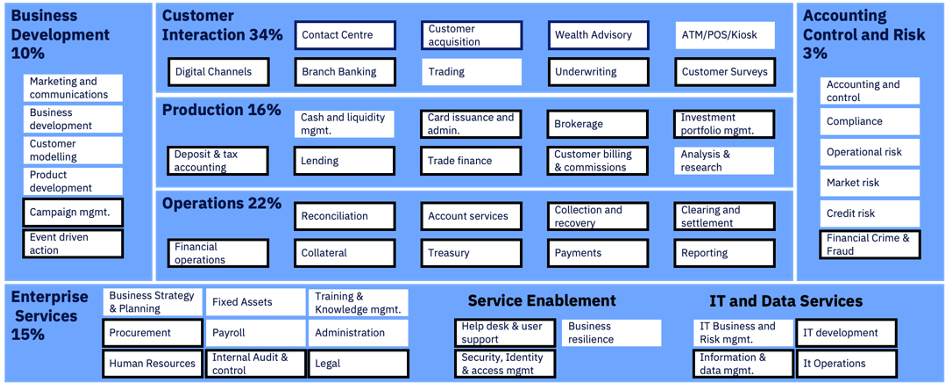 Business
Development
10%
Marketing and
communications
Business
development
Customer
modelling
Product
development
Campaign mgmt.
Event driven
action
Customer
Interaction 34%
Contact Centre
Customer
acquisition
Wealth Advisory
ATM/POS/Kiosk
Digital Channels
Branch Banking
Trading
Underwriting
Customer Surveys
Production 16%
Cash and liquidity
mgmt.
Card issuance and
admin.
Brokerage
Investment
portfolio mgmt.
Deposit & tax
accounting
Lending
Trade finance
Customer billing
& commissions
Analysis &
research
Operations 22%
Reconciliation
Account services
Collection and
recovery
Clearing and
settlement
Financial
operations
Collateral
Treasury
Payments
Reporting
Accounting
Control and Risk
3%
Accounting and
control
Compliance
Operational risk
Market risk
Credit risk
Financial Crime &
Fraud
Enterprise
Services
15%
Business Strategy
& Planning
Fixed Assets
Training &
Knowledge mgmt.
Procurement
Payroll
Administration
Human Resources
Internal Audit &
control
Legal
Service Enablement
Help desk & user
support
Business
resilience
Security, Identity
& access mgmt
IT and Data Services
IT Business and
Risk mgmt.
IT development
Information &
data mgmt.
It Operations